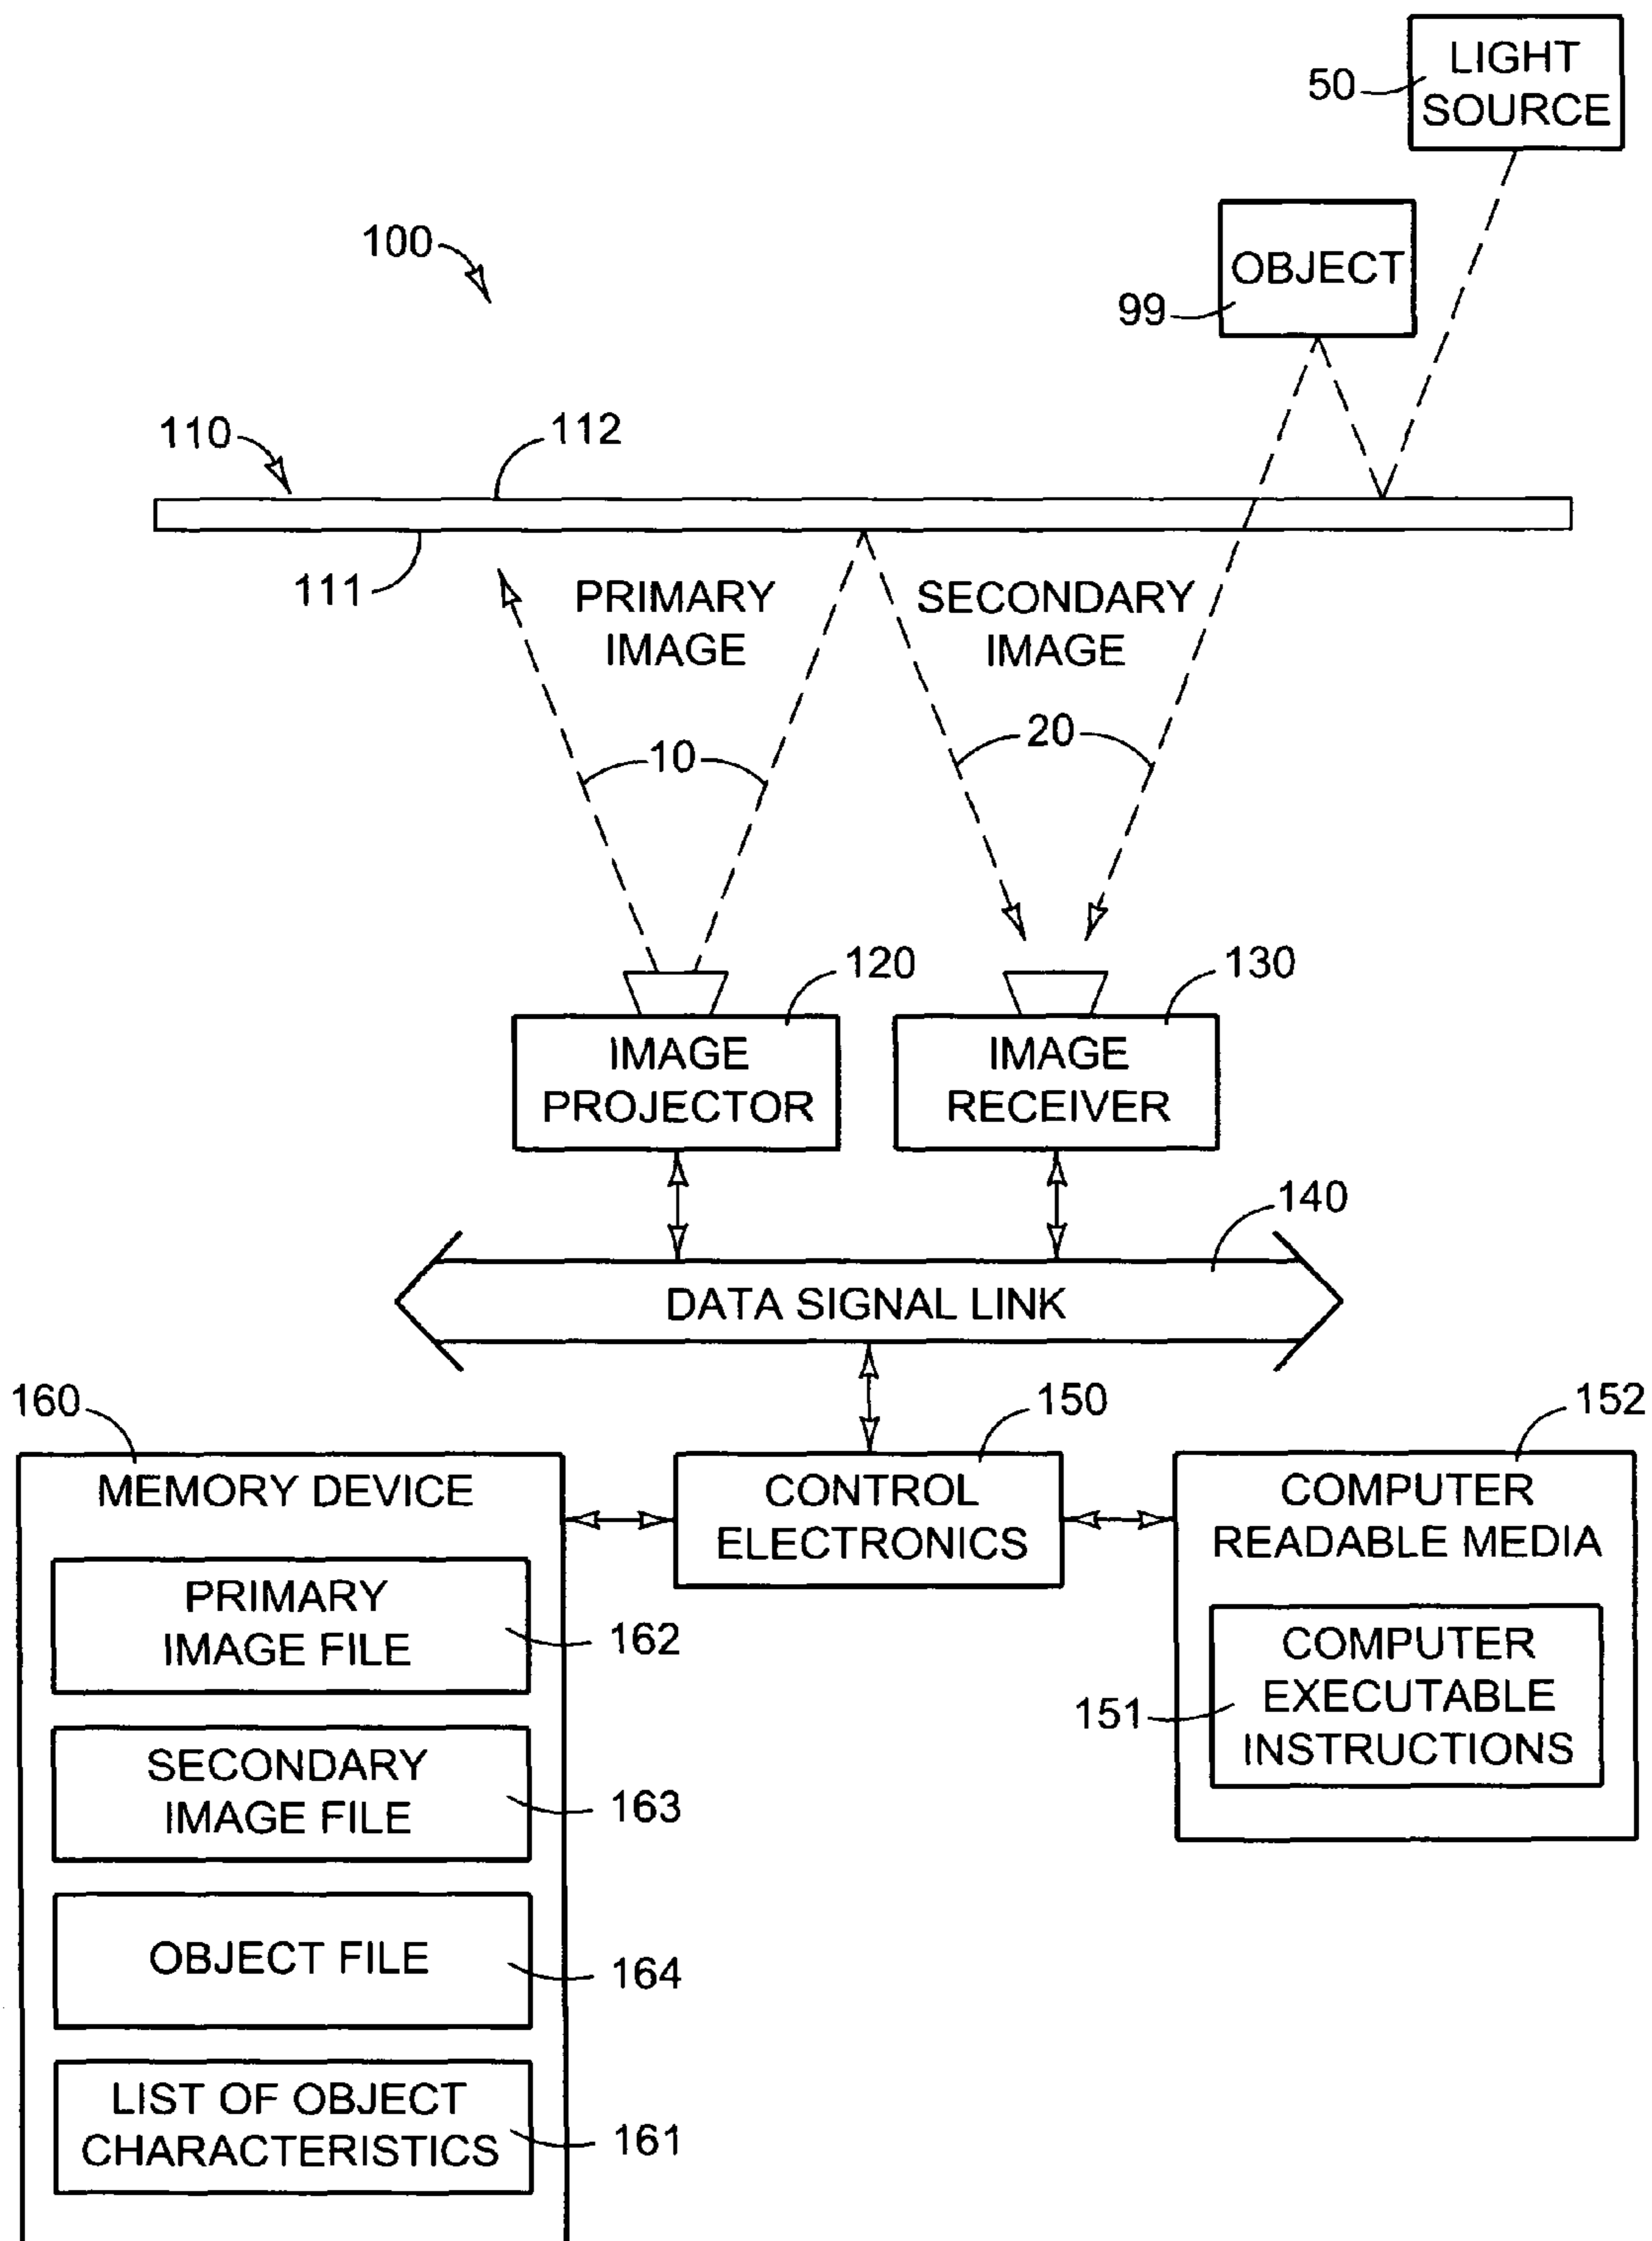 LIGHT
SOURCE
50
OBJECT
99
100
110
112
111
PRIMARY
IMAGE
SECONDARY
IMAGE
10
20
120
130
IMAGE
PROJECTOR
IMAGE
RECEIVER
140
DATA SIGNAL LINK
160
150
152
MEMORY DEVICE
PRIMARY
IMAGE FILE
162
SECONDARY
IMAGE FILE
163
OBJECT FILE
164
LIST OF OBJECT
CHARACTERISTICS
161
CONTROL
ELECTRONICS
COMPUTER
READABLE MEDIA
COMPUTER
EXECUTABLE
INSTRUCTIONS
151